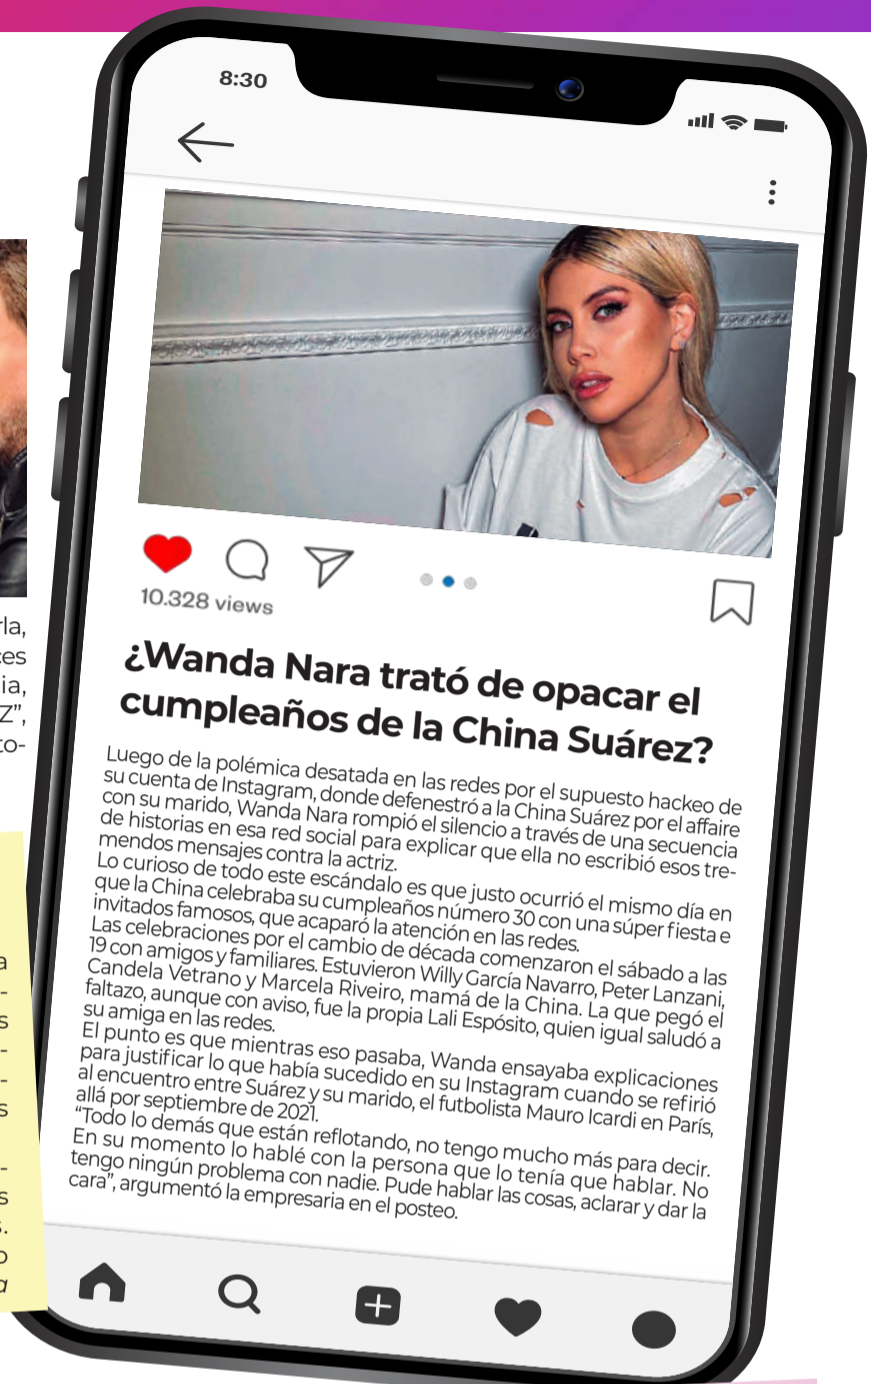 8:30
10.328 views
¿Wanda Nara trató de opacar el
cumpleaños de la China Suárez?
Luego de la polémica desatada en las redes por el supuesto hackeo de
su cuenta de Instagram, donde defenestró a la China Suárez por el affaire
con su marido, Wanda Nara rompió el silencio a través de una secuencia
de historias en esa red social para explicar que ella no escribió esos tre-
mendos mensajes contra la actriz.
Lo curioso de todo este escándalo es que justo ocurrió el mismo día en
que la China celebraba su cumpleaños número 30 con una súper fiesta e
invitados famosos, que acaparó la atención en las redes.
Las celebraciones por el cambio de década comenzaron el sábado a las
19 con amigos y familiares. Estuvieron Willy García Navarro, Peter Lanzani,
Candela Vetrano y Marcela Riveiro, mamá de la China. La que pegó el
faltazo, aunque con aviso, fue la propia Lali Espósito, quien igual saludó a
su amiga en las redes.
El punto es que mientras eso pasaba, Wanda ensayaba explicaciones
para justificar lo que había sucedido en su Instagram cuando se refirió
al encuentro entre Suárez y su marido, el futbolista Mauro Icardi en París,
allá por septiembre de 2021.
“Todo lo demás que están reflotando, no tengo mucho más para decir.
En su momento lo hablé con la persona que lo tenía que hablar. No
tengo ningún problema con nadie. Pude hablar las cosas, aclarar y dar la
cara”, argumentó la empresaria en el posteo.